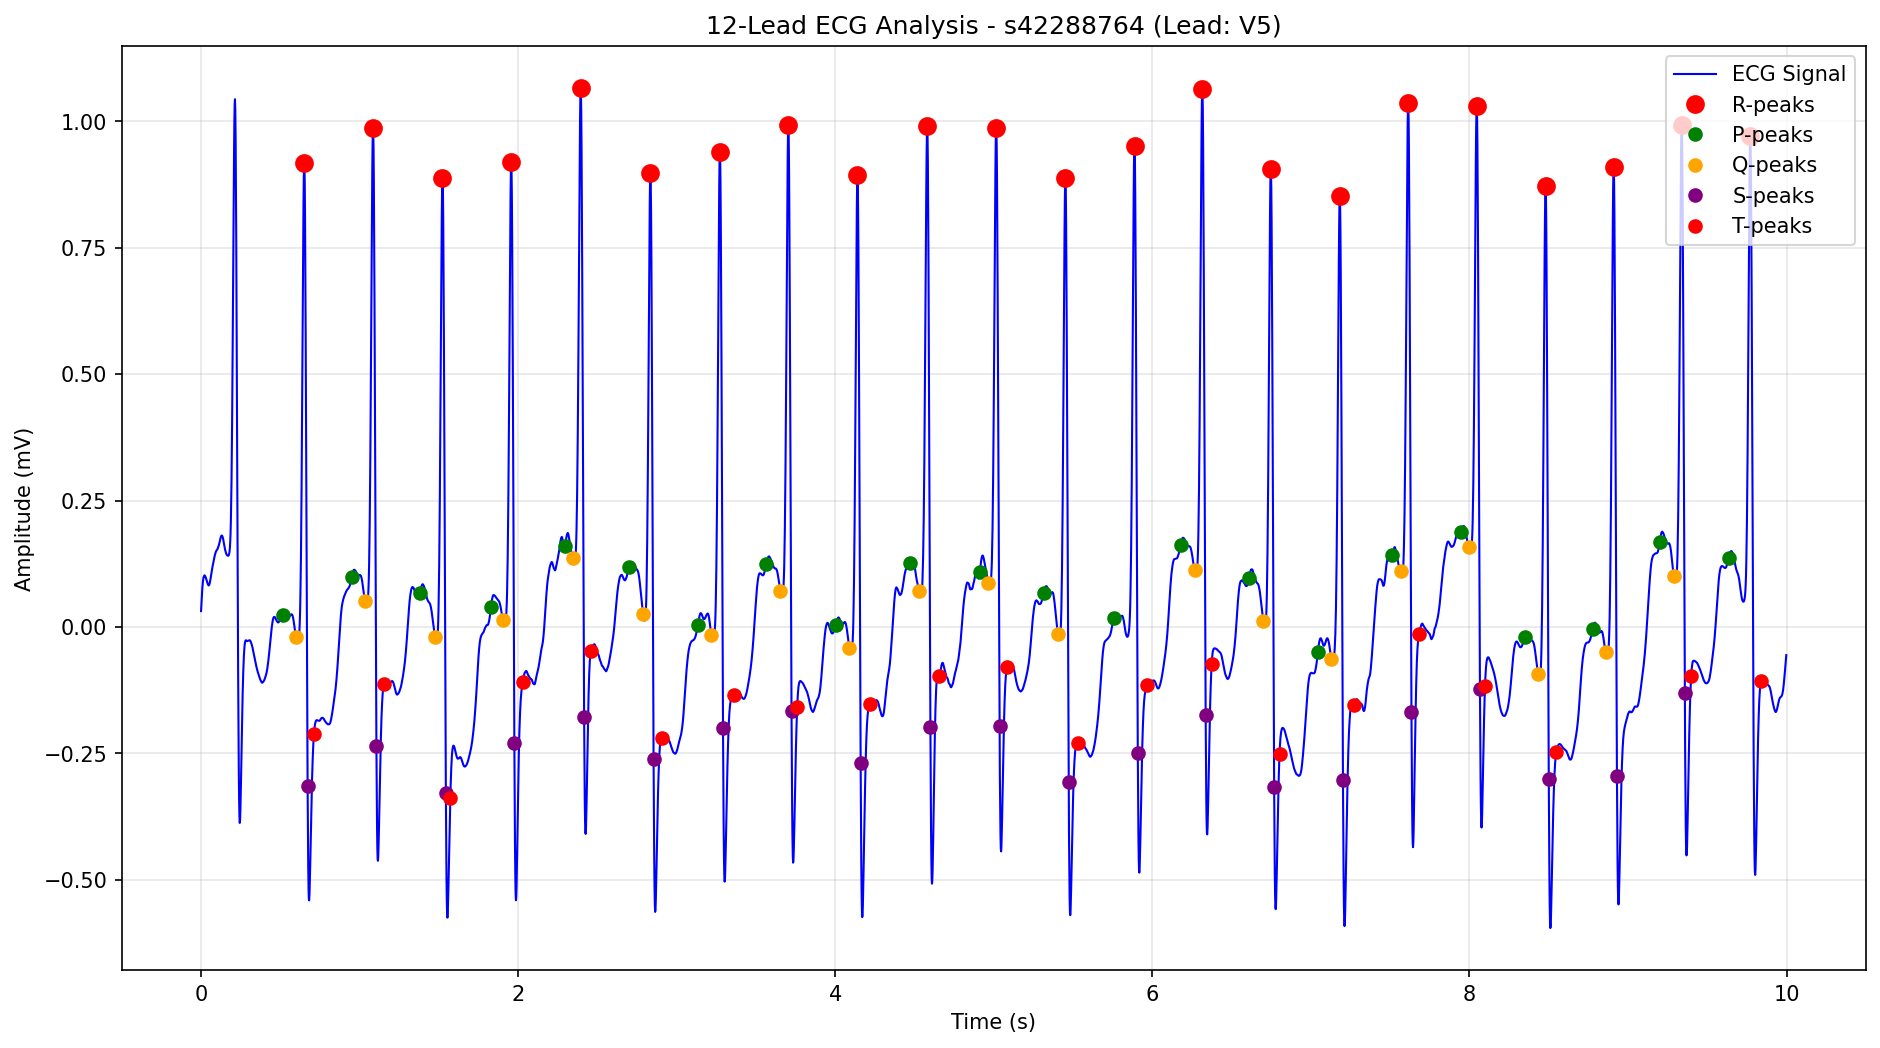 12-Lead ECG Analysis - s42288764 (Lead: V5)
ECG Signal
R-peaks
P-peaks
Q-peaks
S-peaks
T-peaks
Amplitude (mV)
1.00
0.75
0.50
0.25
0.00
−0.25
−0.50
0 2 4 6 8 10
Time (s)